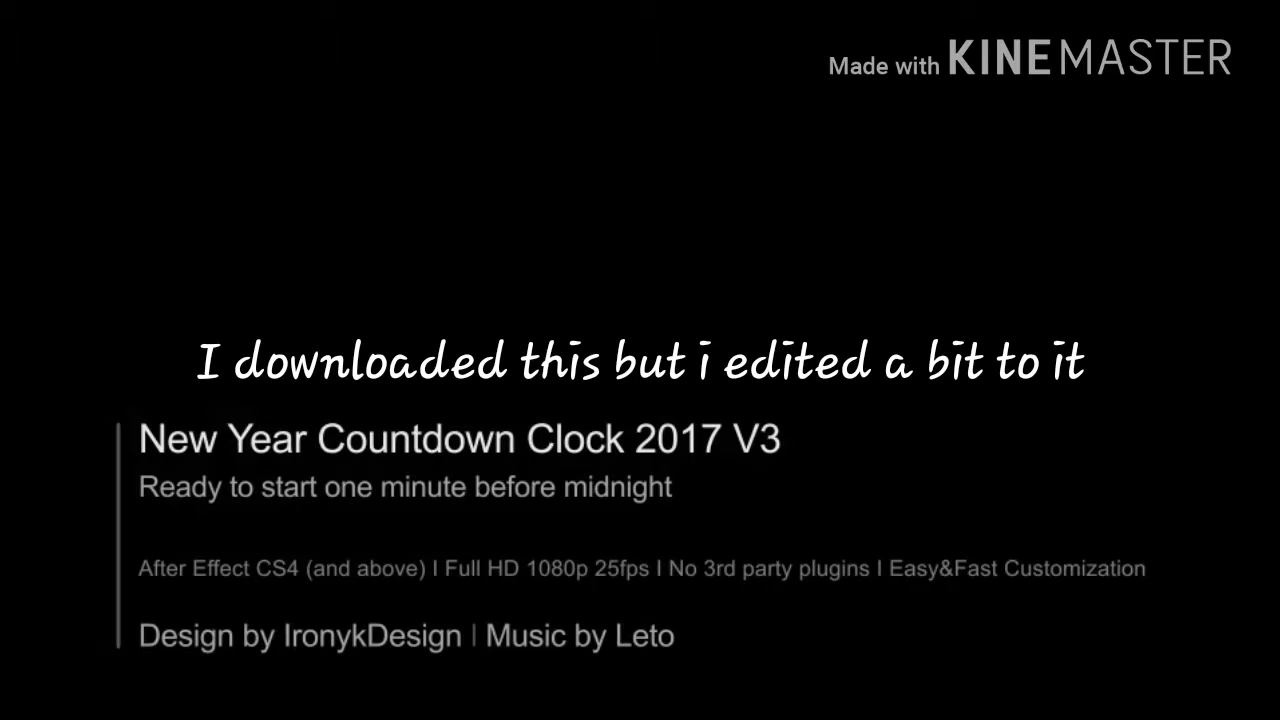 Made with KINEMASTER
I downloaded this but i edited a bit to it
New Year Countdown Clock 2017 V3
Ready to start one minute before midnight
After Effect CS4 (and above) I Full HD 1080p 25fps I No 3rd party plugins I Easy&Fast Customization
Design by IronykDesign | Music by Leto